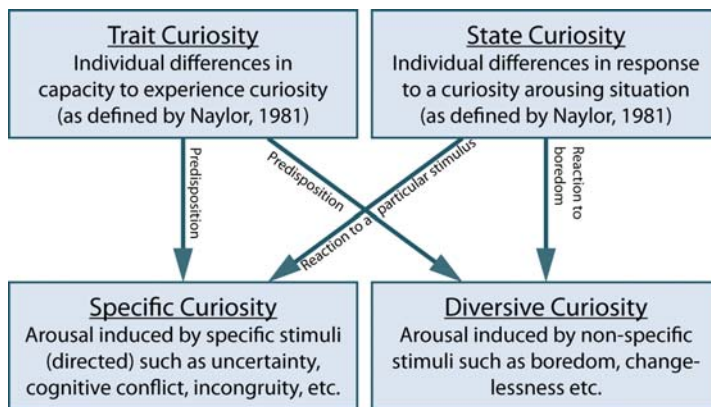 Trait Curiosity
Individual differences in
capacity to experience curiosity
(as defined by Naylor, 1981)
State Curiosity
Individual differences in response
to a curiosity arousing situation
(as defined by Naylor, 1981)
Predisposition
Predisposition
Reaction to a particular stimulus
Reaction to
boredom
Specific Curiosity
Arousal induced by specific stimuli
(directed) such as uncertainty,
cognitive conflict, incongruity, etc.
Diversive Curiosity
Arousal induced by non-specific
stimuli such as boredom, change-
lessness etc.